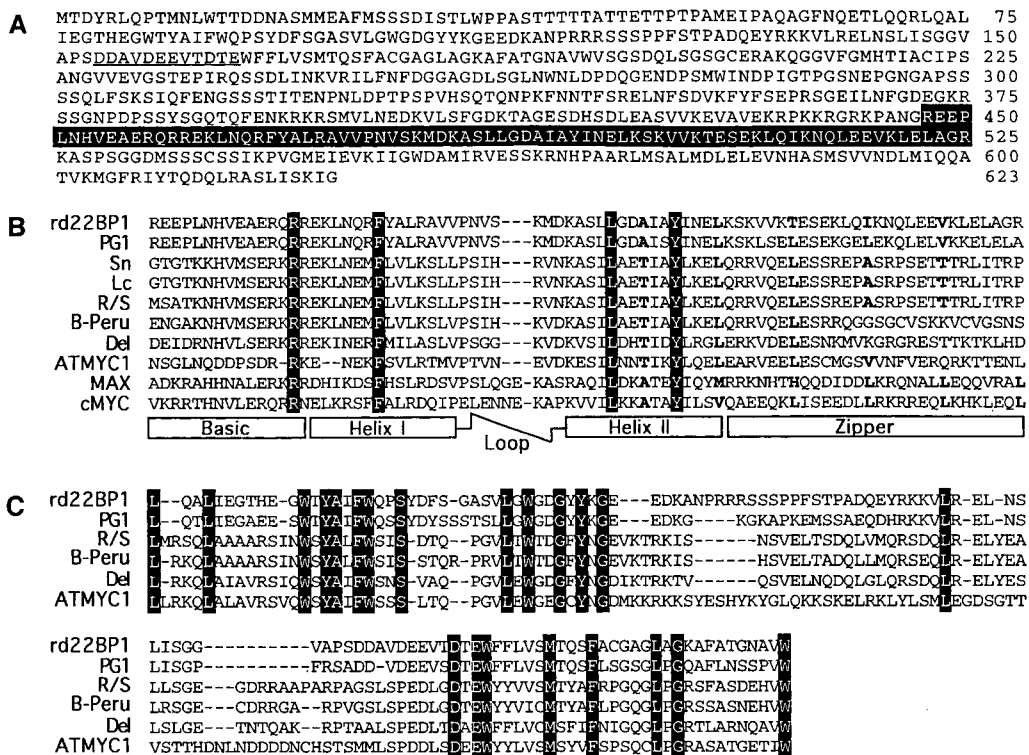 A
MTDYRLQPTMNLWTTDDNASMMEAFMSSSDISTLWPPASTTTTTATTETTPTPAMEIPAQAGFNQETLQQRLQAL 75
IEGTHEGWTYAIFWQPSYDFSGASVLGWGDGYYKGEEDKANPRRRSSSPPFSTPADQEYRKKVLRELNSLISGGV 150
APSDDAVDEEVTDTEWFFLVSMTQSFACGAGLAGKAFATGNAVWVSGSDQLSGSGCERAKQGGVFGMHTIACIPS 225
ANGVVEVGSTEPIRQSSDLINKVRILFNFDGGAGDLSGLNWNLDPDQGENDPSMWINDPIGTPGSNEPGNGAPSS 300
SSQLFSKSIQFENGSSSTITENPNLDPTPSPVHSQTQNPKFNNTFSRELNFSDVKFYFSEPRSGEILNFGDEGKR 375
SSGNPDPSSYSGQTQFENKRKRSMVLNEDKVLSFGDKTAGESDHSDLEASVVKEVAVEKRPKKRGRKPANGREEP 450
LNHVEAERQRREKLNQRFYALRAVVPNVSKMDKASLLGDAIAYINELKSKVVKTESEKLQIKNQLEEVKLELAGR 525
KASPSGGDMSSSCSSIKPVGMEIEVKIIGWDAMIRVESSKRNHPAARLMSALMDLELEVNHASMSVVNDLMIQQA 600
TVKMGFRIYTQDQLRASLISKIG 623
B
rd22BP1 REEPLNHVEAERQRREKLNQRFYALRAVVPNVS---KMDKASLLGDAIAYINELKSKVVKTESEKLQIKNQLEEVKLELAGR
PG1 REEPLNHVEAERQRREKLNQRFYALRAVVPNVS---KMDKASLLGDAISYINELKSKLSELESEKGELEKQLELVKKELELA
Sn GTGTKKHVMSERKRREKLNEMFLVLKSLLPSIH---RVNKASILAETIAYLKELQRRVQELESSREPASRPSETTTRLITRP
Lc GTGTKNHVMSERKRREKLNEMFLVLKSLLPSIH---RVNKASILAETIAYLKELQRRVQELESSREPASRPSETTTRLITRP
R/S MSATKNHVMSERKRREKLNEMFLVLKSLLPSIH---RVNKASILAETIAYLKELQRRVQELESSREPASRPSETTTRLITRP
B-Peru ENGAKNHVMSERKRREKLNEMFLVLKSLVPSIH---KVDKASILAETIAYLKELQRRVQELESSRRQGGSGCVSKKVCVGSNS
Del DEIDRNHVLSERKRREKINERFMILASLVPSGG---KVDKVSILDHTIDYLRGLERKVDELESNKMVKGRGRESTTKTKLHD
ATMYC1 NSGLNQDDPSDR-RKE--NEKFSVLRTMVPTVN---EVDKESILNNTIKYLQELEARVEELESCMGSVVNFVERQRKTTENL
MAX ADKRAHHNALERKRRDHIKDSFHSLRDSVPSLQGE-KASRAQILDKATEYIQYMRRKNHTHQQDIDDLKRQNALLEQQVRAL
cMYC VKRRTHNVLERQRRNELKRSFFALRDQIPELENNE-KAPKVVILKKATAYILSVQAEEQKLISEEDLLRKRREQLKHKLEQL
Basic Helix I Loop Helix II Zipper
C
rd22BP1 L--QALIEGTHE-GWTYAIFWQPSYDFS-GASVLGWGDGYYKGE---EDKANPRRRSSSPPFSTPADQEYRKKVLR-EL-NS
PG1 L--QTLIEGAEE-SWTYAIFWQSSYDYSSSTSLLGWGDGYYKGE---EDKG-----KGKAPKEMSSAEQDHRKKVLR-EL-NS
R/S LMRSQLAAAARSINWSYALFWSIS-DTQ--PGVLTWTDGFYNGEVKTRKIS------NSVELTSDQLVMQRSDQLR-ELYEA
B-Peru L-RKQLAAAARSINWSYALFWSIS-STQR-PRVLTWTDGFYNGEVKTRKIS------HSVELTADQLLMQRSEQLR-ELYEA
Del L-RKQLAIAVRSIQWSYAIFWSNS-VAQ--PGVLEWGDGFYNGDIKTRKTV------QSVELNQDQLGLQRSDQLR-ELYES
ATMYC1 LLRKQLALAVRSVQWSYAIFWSSS-LTQ--PGVLEWGEGCYNGDMKKRKKSYESHYKYGLQKKSKELRKLYLSMLEGDSGTT
rd22BP1 LISGG----------VAPSDDAVDEEVTDTEWFFLVSMTQSFACGAGLAGKAFATGNAVW
PG1 LISGP----------FRSADD-VDEEVSDTEWFFLVSMTQSFLSGSGLPGQAFLNSSPVW
R/S LLSGE---GDRRAAPARPAGSLSPEDLGDTEWYYVVSMTYAFRPGQGLPGRSFASDEHVW
B-Peru LRSGE---CDRRGA-RPVGSLSPEDLGDTEWYYVICMTYAFLPGQGLPGRSSASNEHVW
Del LSLGE---TNTQAK--RPTAALSPEDLTDAEWFFLVCMSFIFNIGQGLPGRTLARNQAVW
ATMYC1 VSTTHDNLNDDDDNCHSTSMMLSPDDLSDEEWYYLVSMSYVFSPSQCLPGRASATGETIW